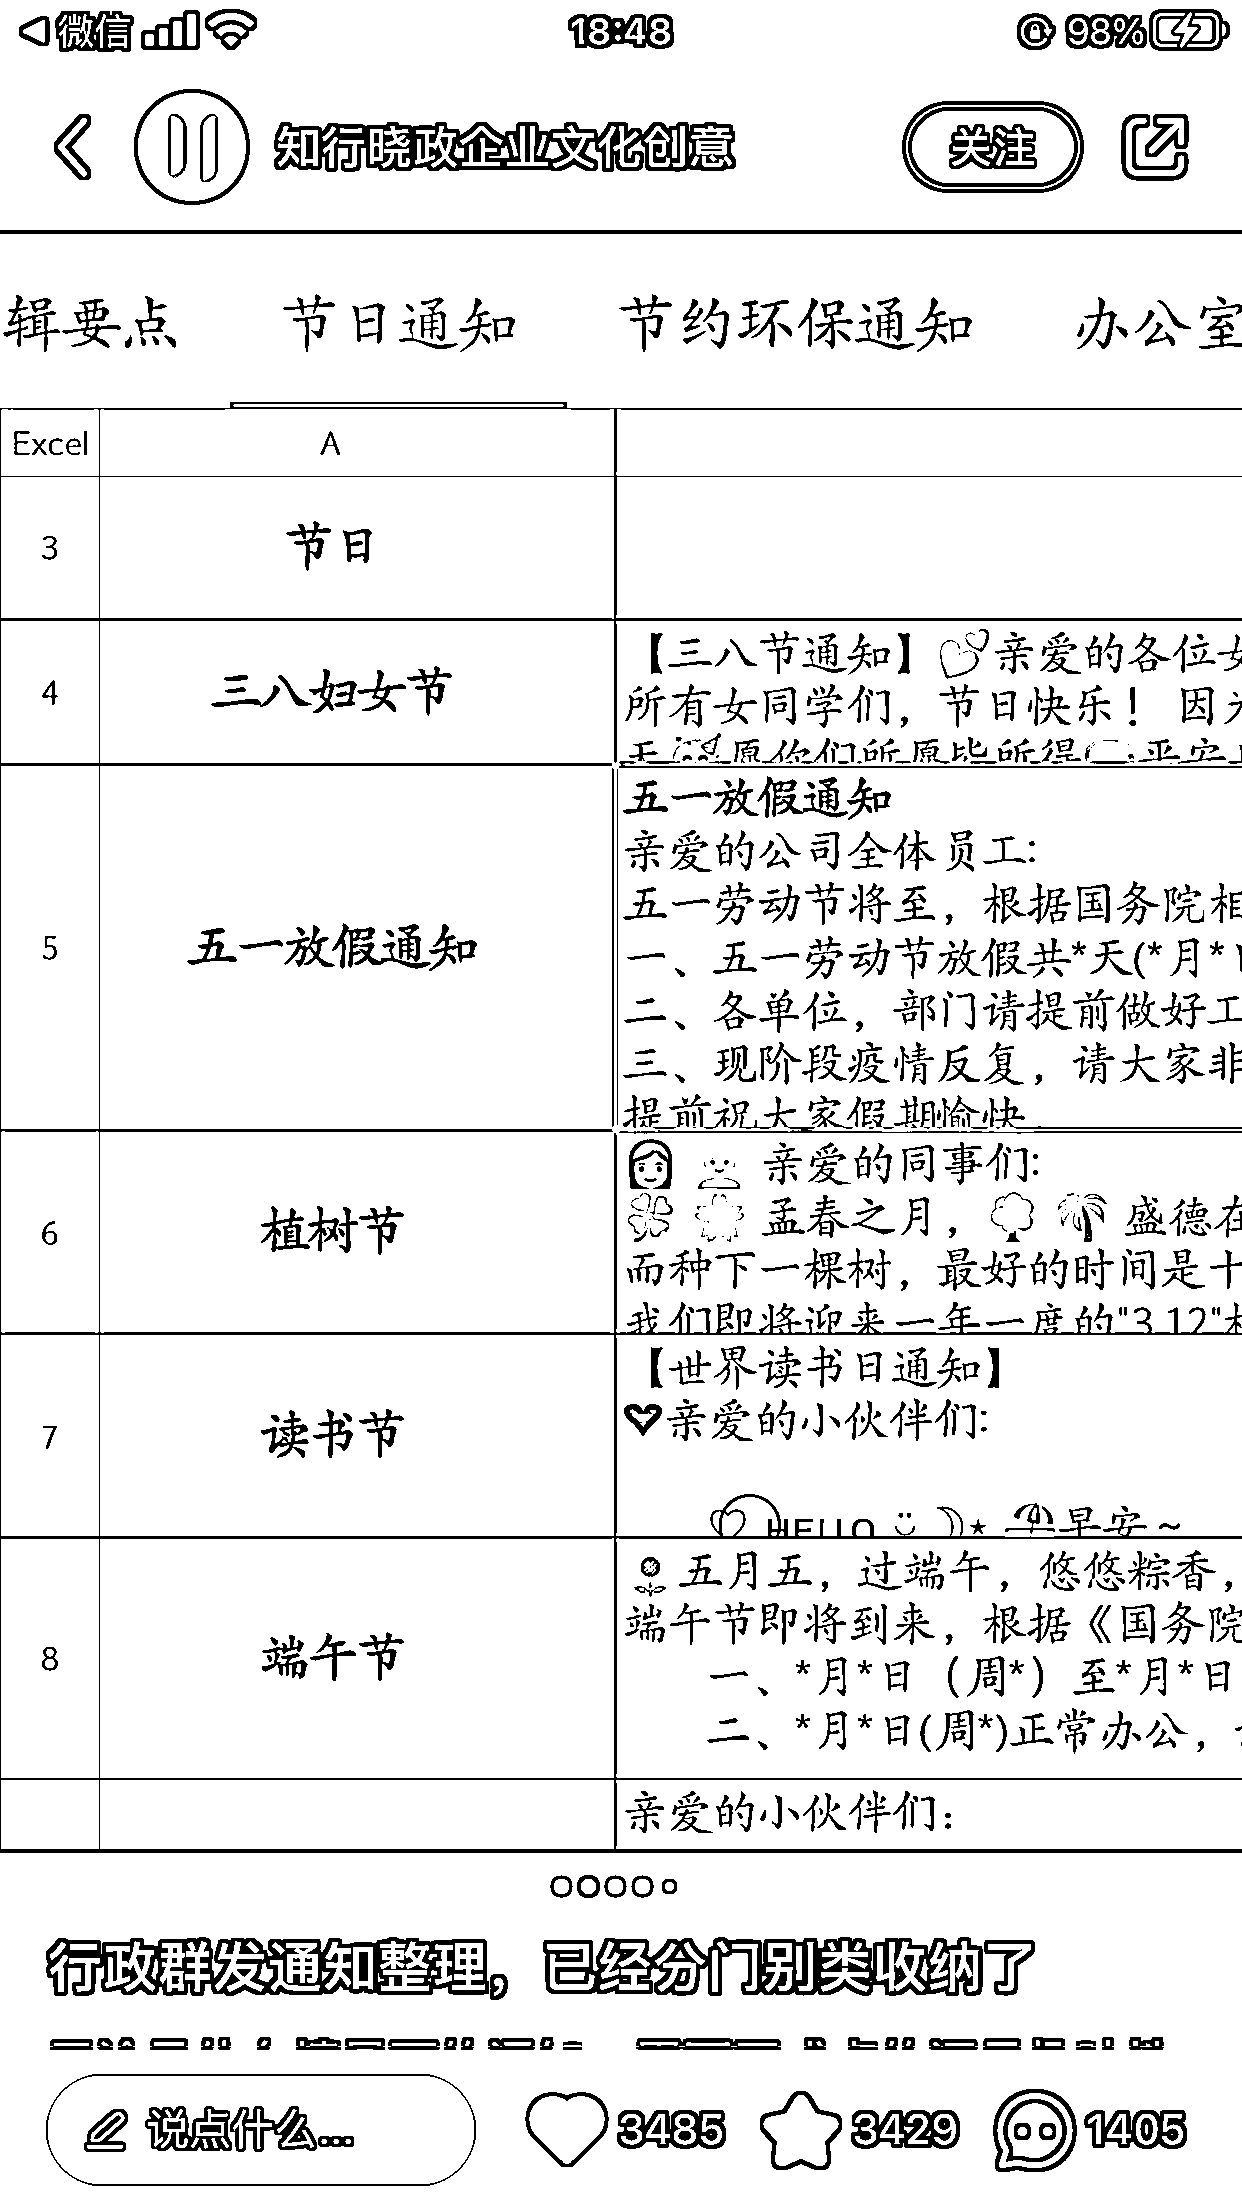 微信 18:48 98%
知行晓政企业文化创意 关注
辑要点 节日通知 节约环保通知 办公室
Excel A
3 节日
4 三八妇女节
【三八节通知】亲爱的各位女
所有女同学们，节日快乐！ 因为
天 愿你们所愿皆所得 平安
5 五一放假通知
五一放假通知
亲爱的公司全体员工:
五一劳动节将至，根据国务院相
一、五一劳动节放假共*天(*月*日
二、各单位，部门请提前做好工
三、现阶段疫情反复，请大家非
提前祝大家假期愉快
6 植树节
亲爱的同事们:
孟春之月， 盛德在
而种下一棵树，最好的时间是十
我们即将迎来一年一度的"3.12"植
7 读书节
【世界读书日通知】
亲爱的小伙伴们:
HELLO 早安~
8 端午节
五月五，过端午，悠悠粽香，
端午节即将到来，根据《国务院
一、*月*日（周*）至*月*日
二、*月*日(周*)正常办公，
亲爱的小伙伴们：
行政群发通知整理，已经分门别类收纳了
说点什么... 3485 3429 1405